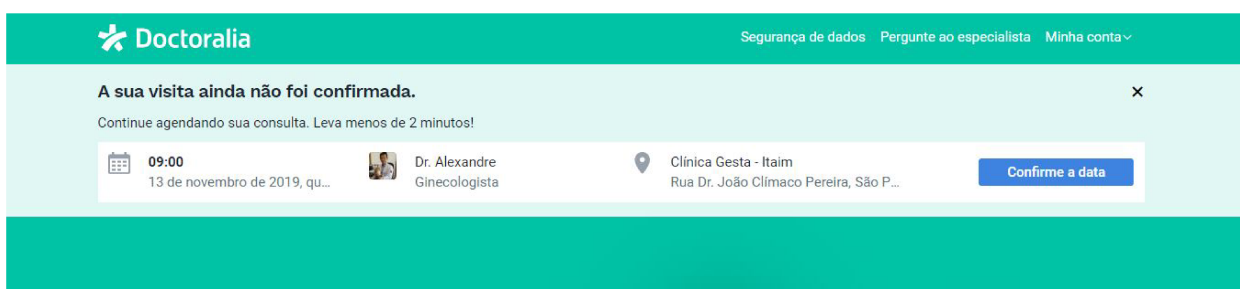 Doctoralia
Segurança de dados Pergunte ao especialista Minha conta
A sua visita ainda não foi confirmada.
Continue agendando sua consulta. Leva menos de 2 minutos!
09:00
13 de novembro de 2019, qu...
Dr. Alexandre
Ginecologista
Clínica Gesta - Itaim
Rua Dr. João Clímaco Pereira, São P...
Confirme a data